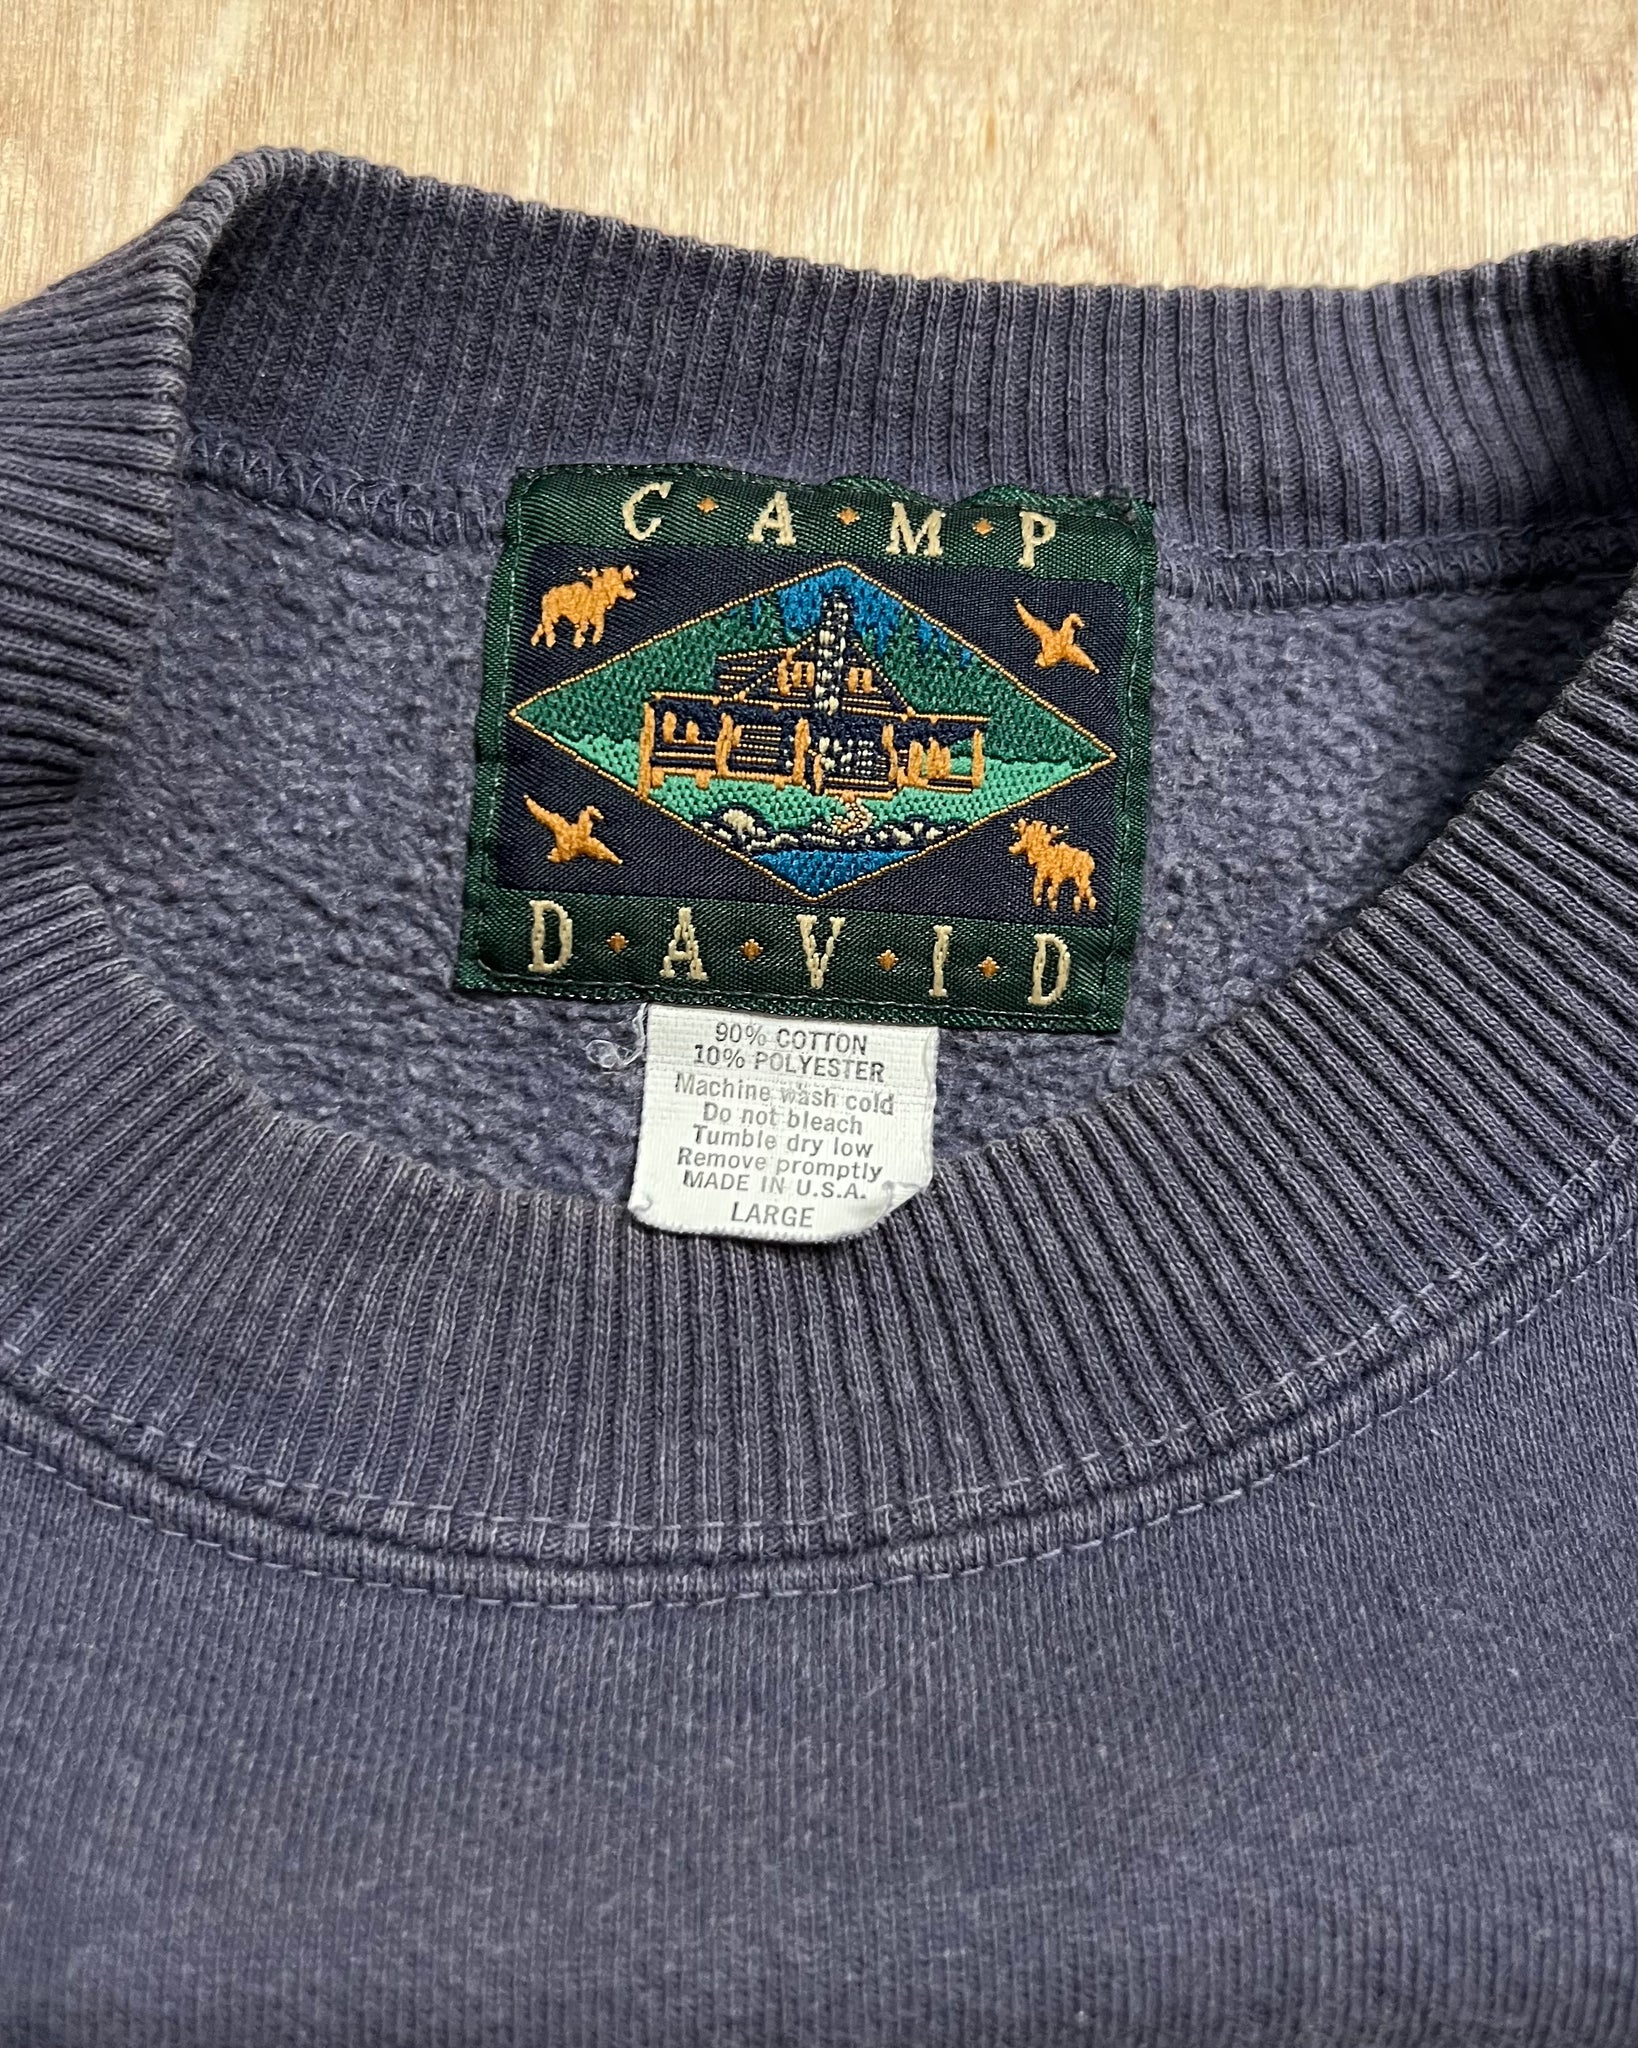 C·A·M·P
D·A·V·I·D
90% COTTON
10% POLYESTER
Machine wash cold
Do not bleach
Tumble dry low
Remove promptly
MADE IN U.S.A.
LARGE